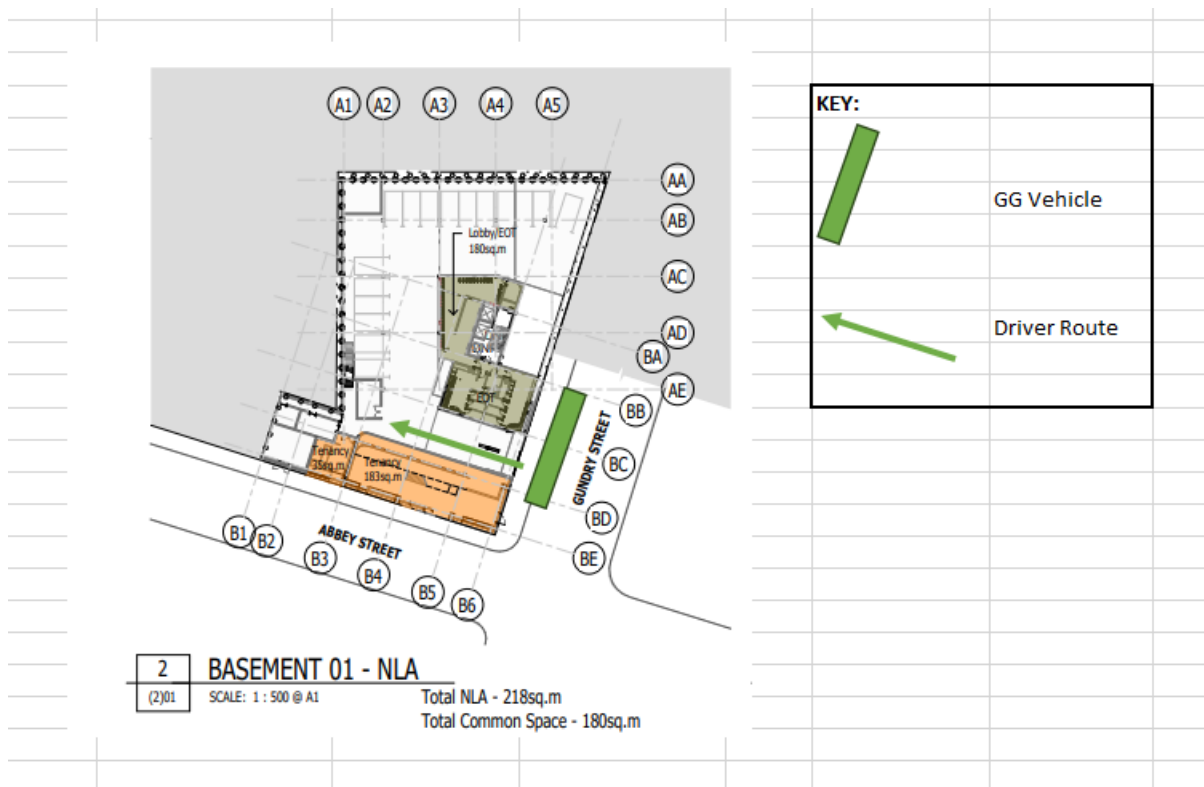 A1 A2 A3 A4 A5
AA
AB
Lobby/EOT
180sq.m
AC
AD
BA
AE
EOT
BB
GUNDRY STREET
BC
Tenancy
35sq.m
Tenancy
183sq.m
BD
BE
ABBEY STREET
B1 B2 B3 B4 B5 B6
2 BASEMENT 01 - NLA
(2)01 SCALE: 1 : 500 @ A1
Total NLA - 218sq.m
Total Common Space - 180sq.m
KEY:
GG Vehicle
Driver Route